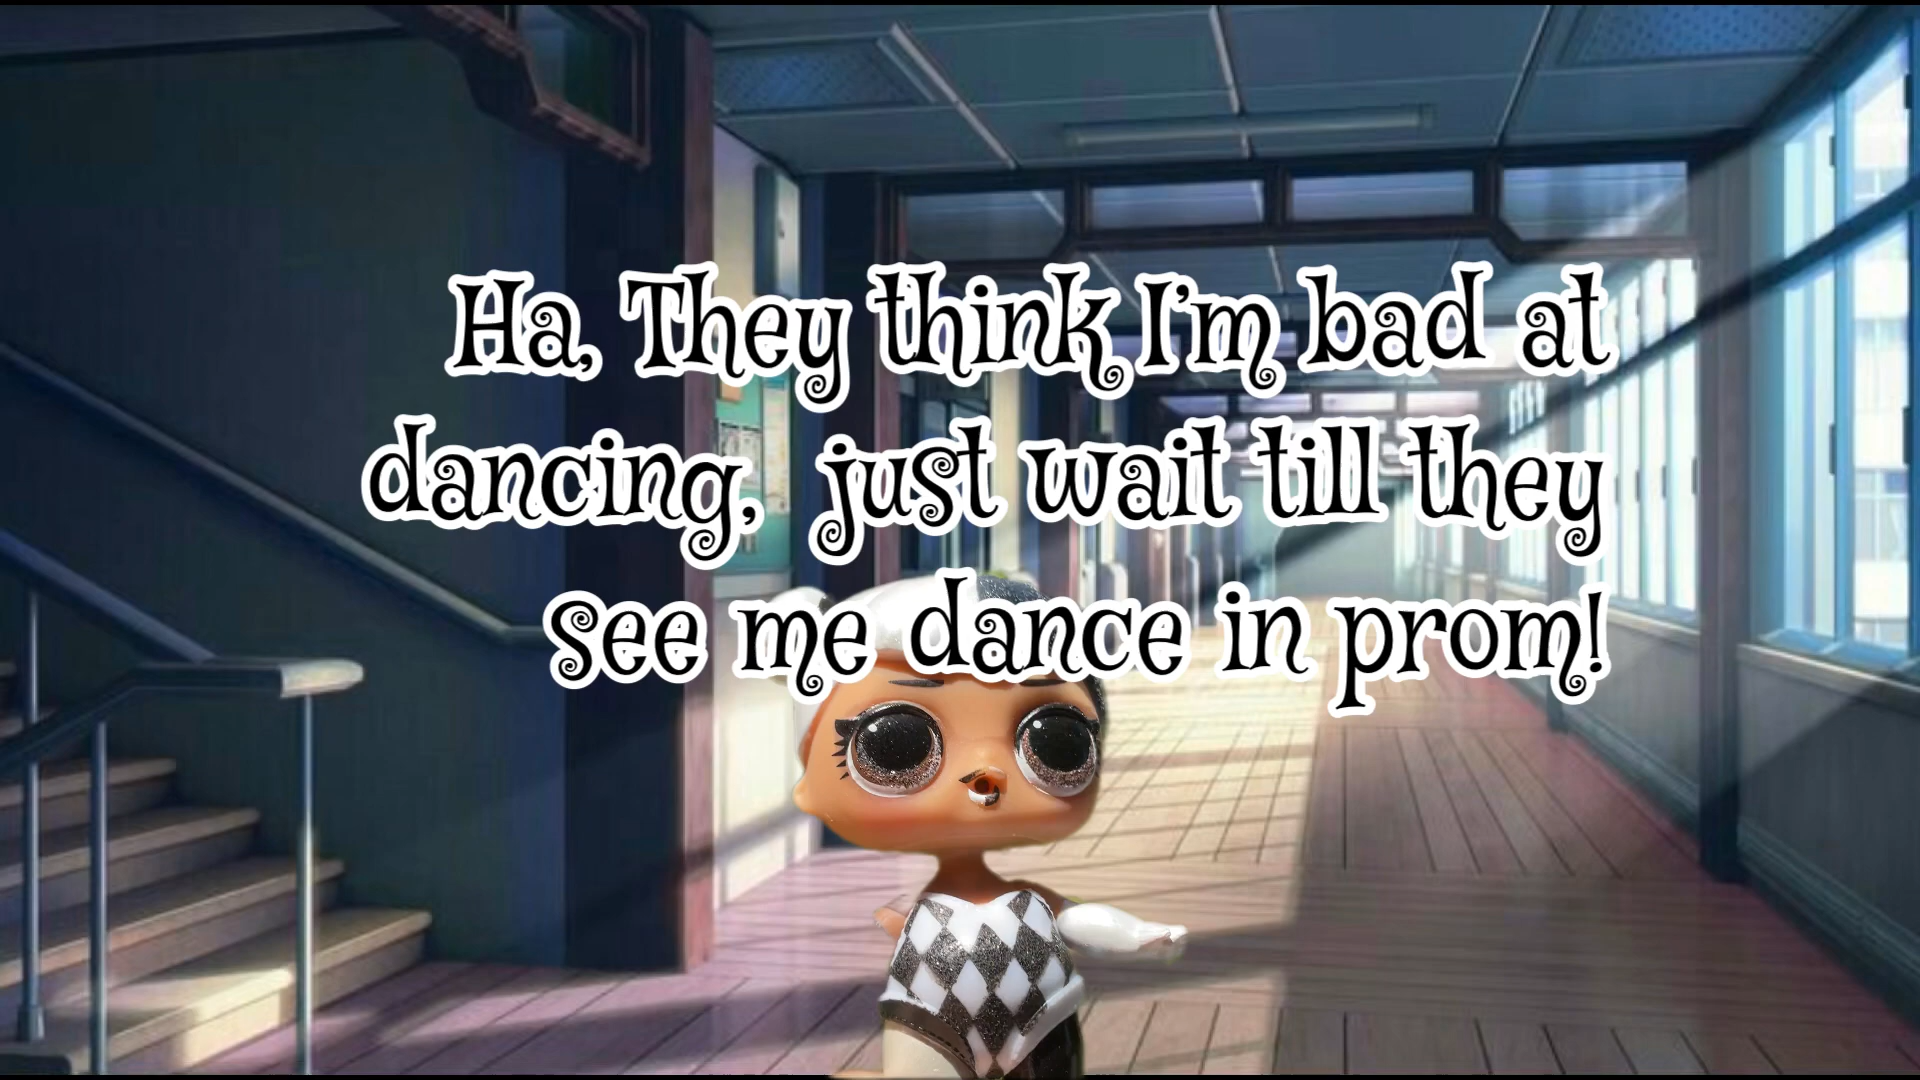 Ha, They think I'm bad at
dancing, just wait till they
see me dance in prom!